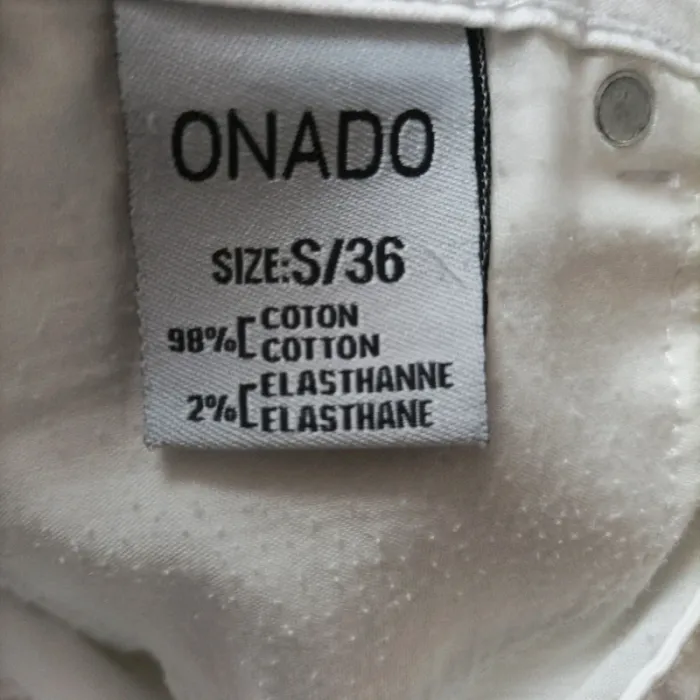 ONADO
SIZE:S/36
98% [COTON
COTTON
2% [ELASTHANNE
ELASTHANE